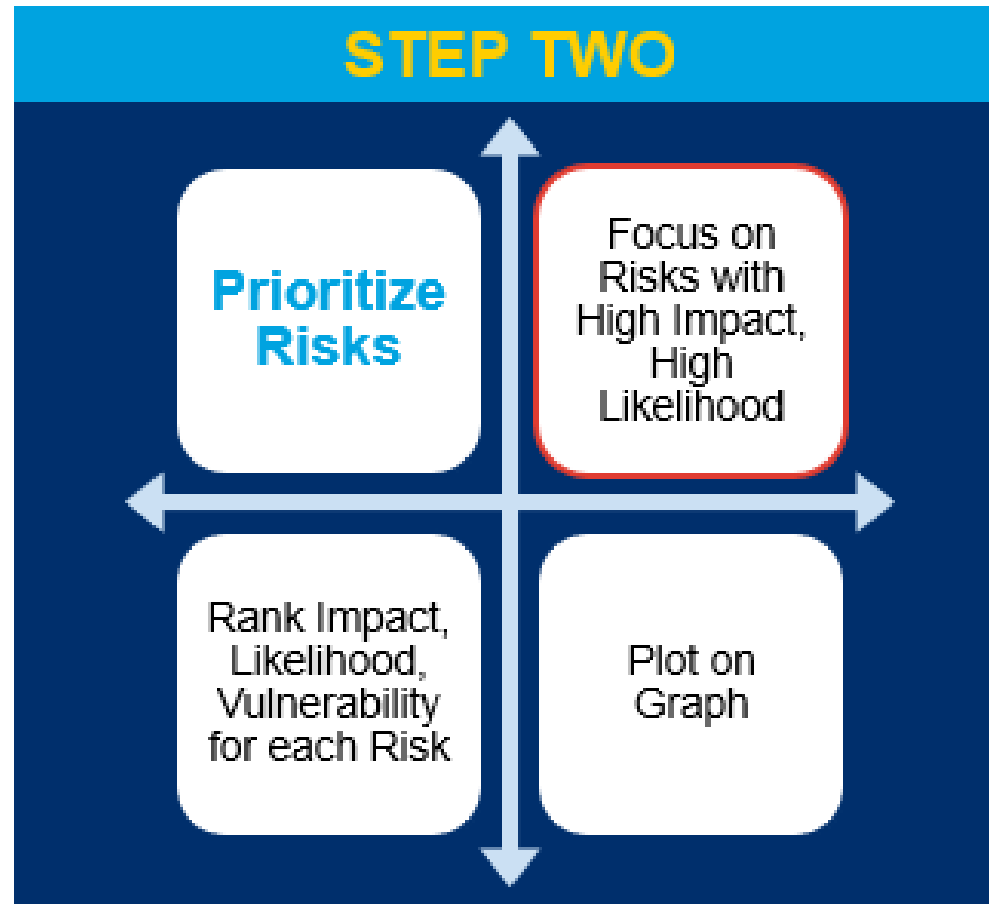 STEP TWO
Prioritize
Risks
Focus on
Risks with
High Impact,
High
Likelihood
Rank Impact,
Likelihood,
Vulnerability
for each Risk
Plot on
Graph